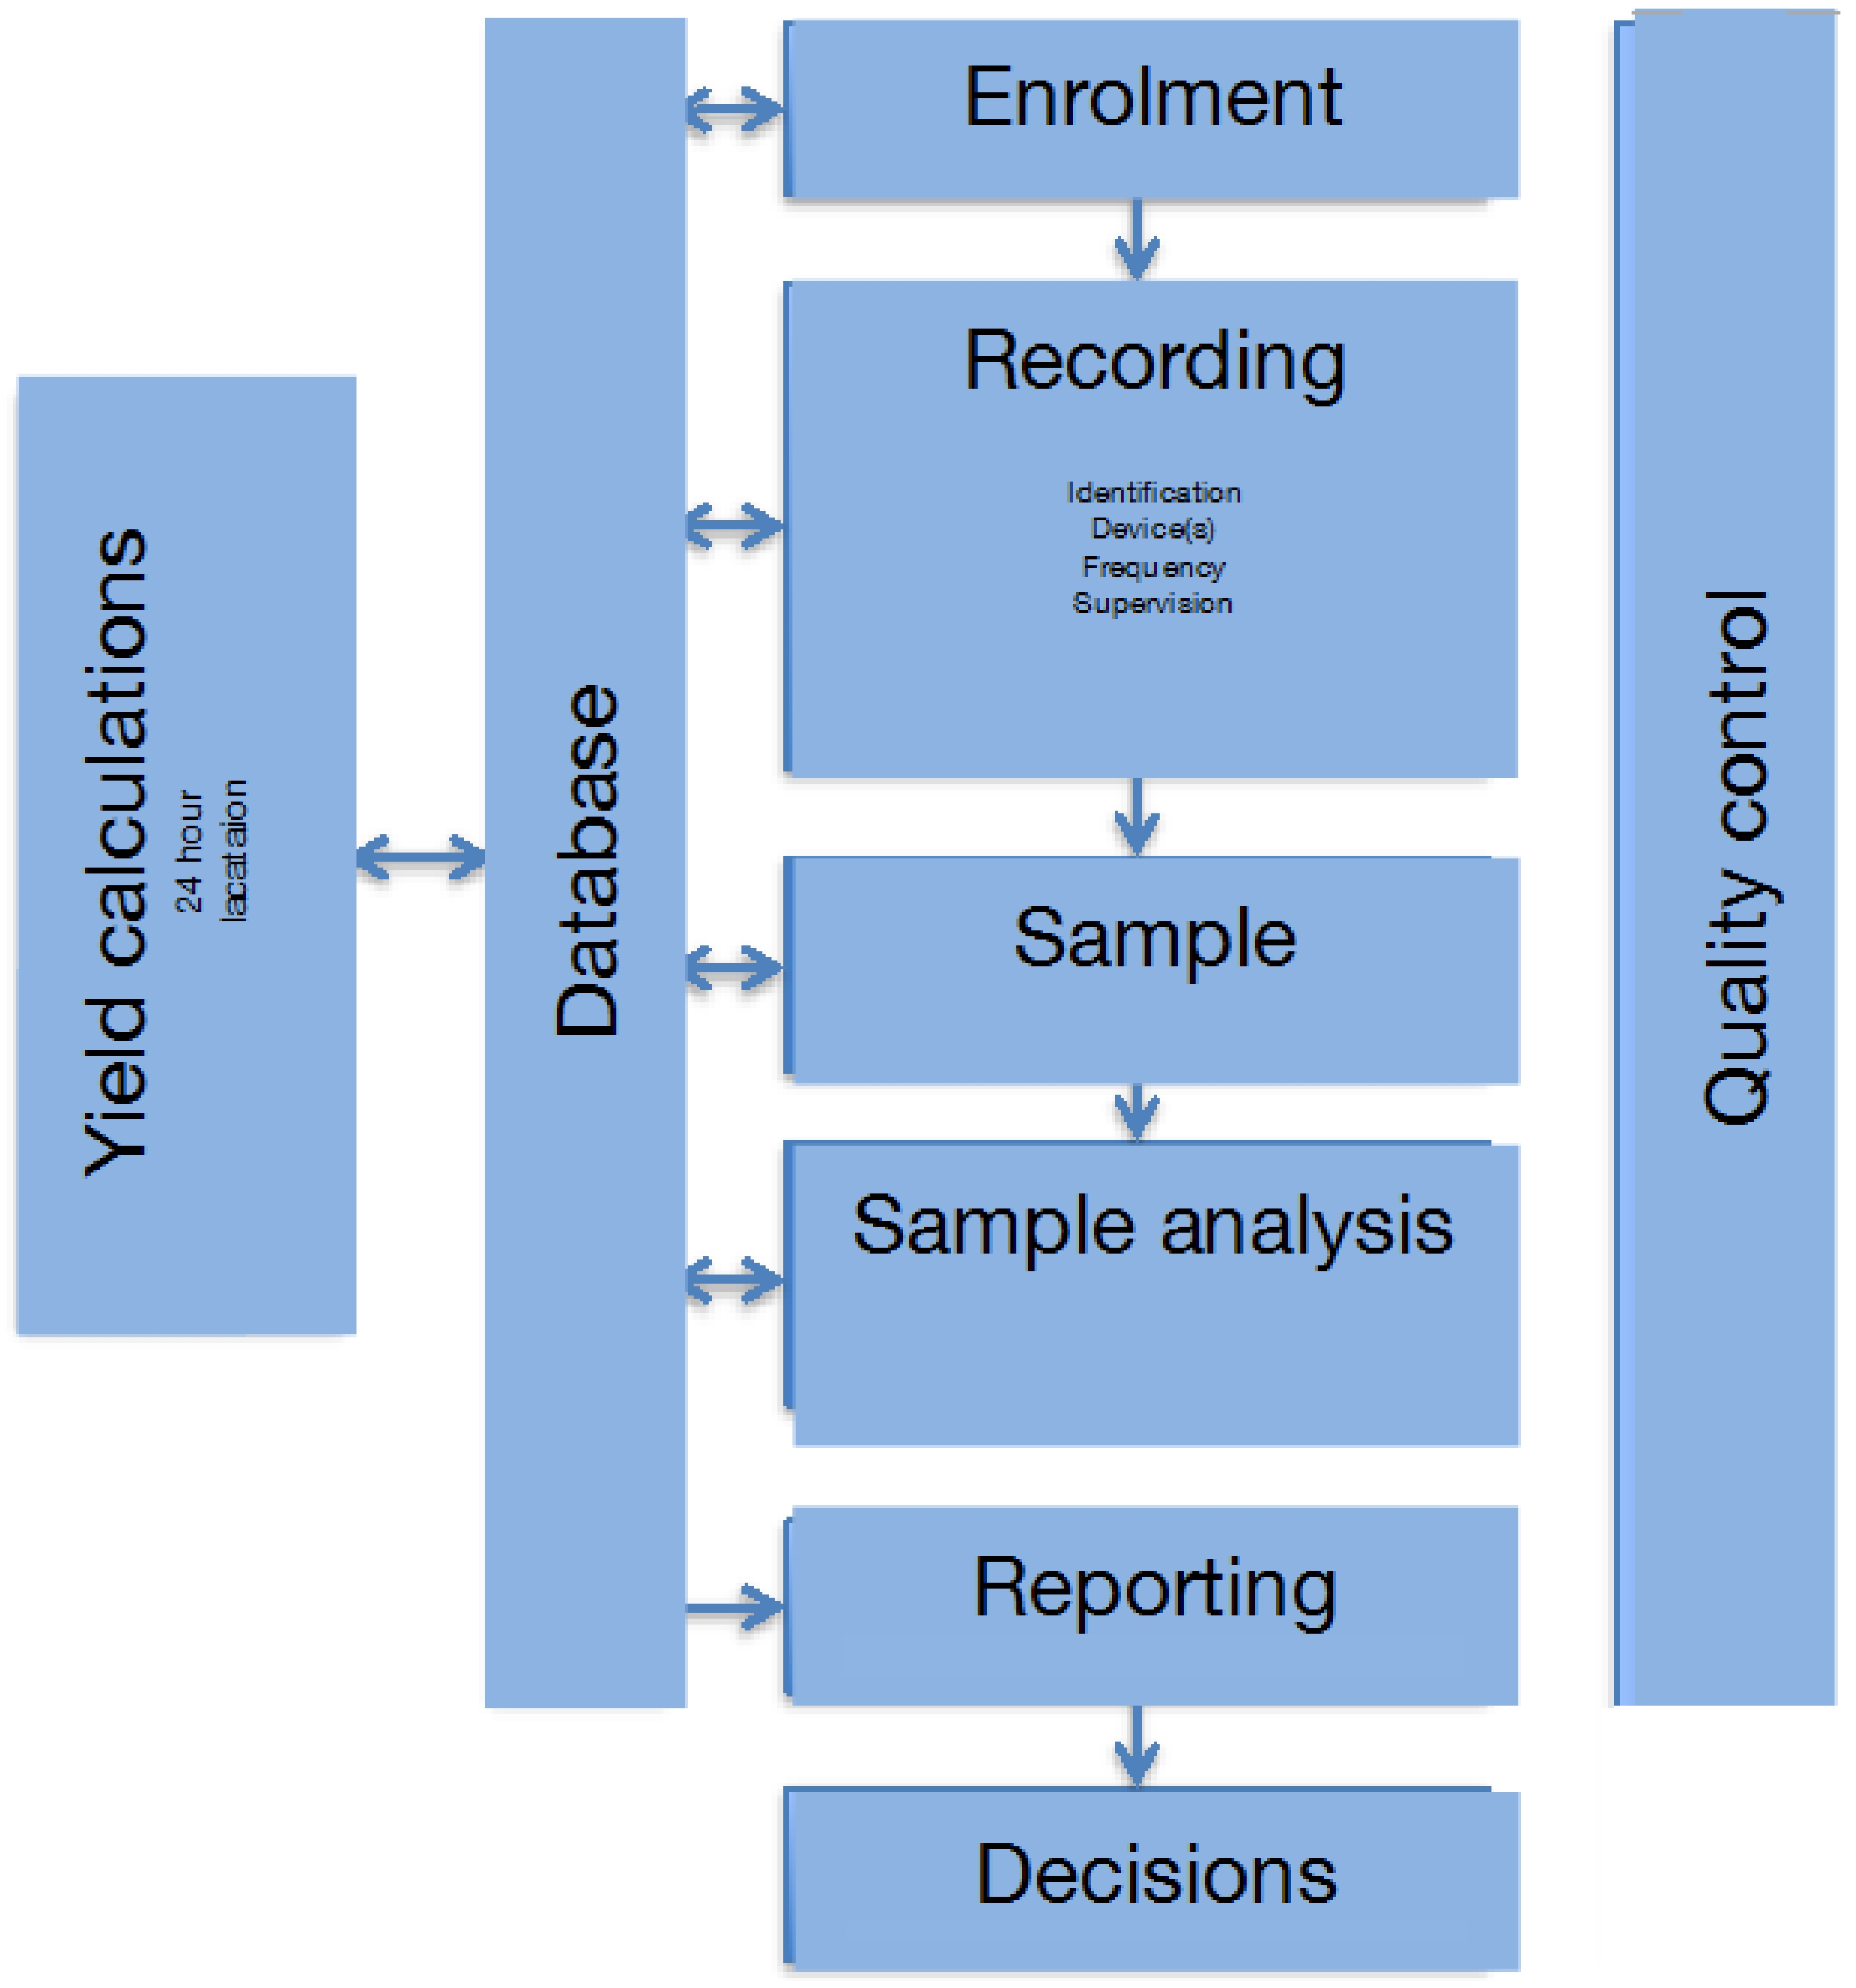 Enrolment
Recording
Identification
Device(s)
Frequency
Supervision
Sample
Sample analysis
Reporting
Decisions
Database
Yield calculations
24 hour
lacataion
Quality control